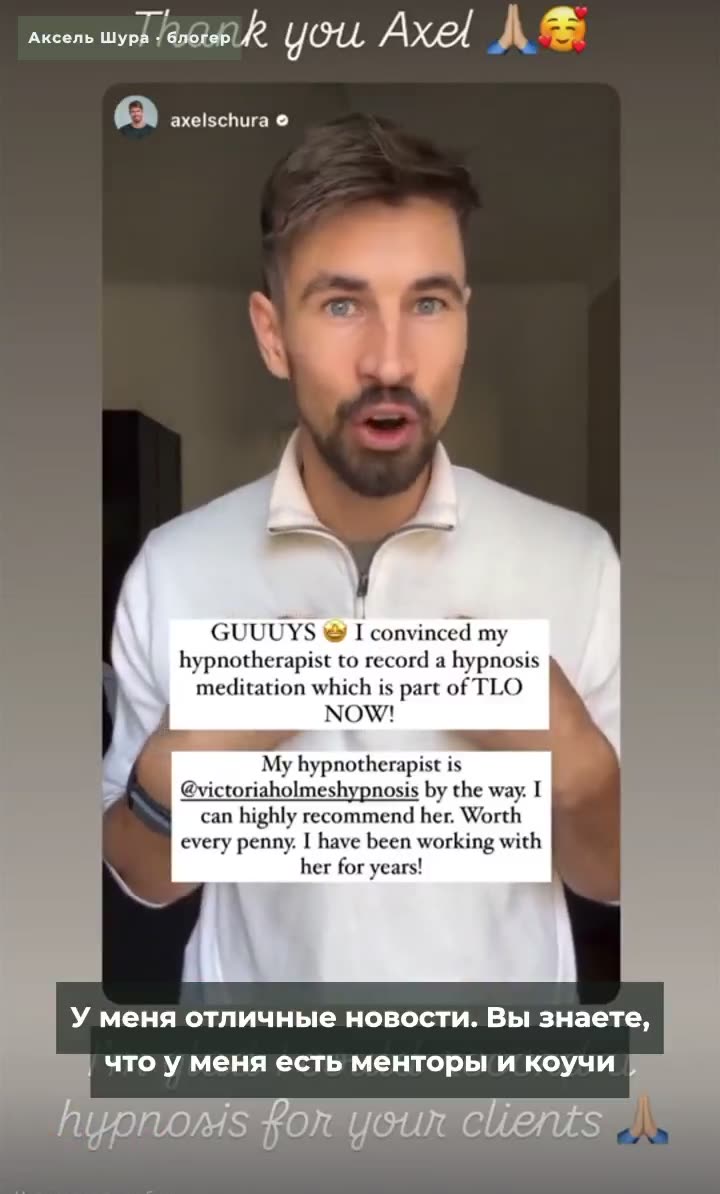 Thank you Axel 🙏🏼🥰
Аксель Шура · блогер
axelschura
GUUUYS 🤩 I convinced my
hypnotherapist to record a hypnosis
meditation which is part of TLO
NOW!
My hypnotherapist is
@victoriaholmeshypnosis by the way. I
can highly recommend her. Worth
every penny. I have been working with
her for years!
У меня отличные новости. Вы знаете,
что у меня есть менторы и коучи
hypnosis for your clients 🙏🏼